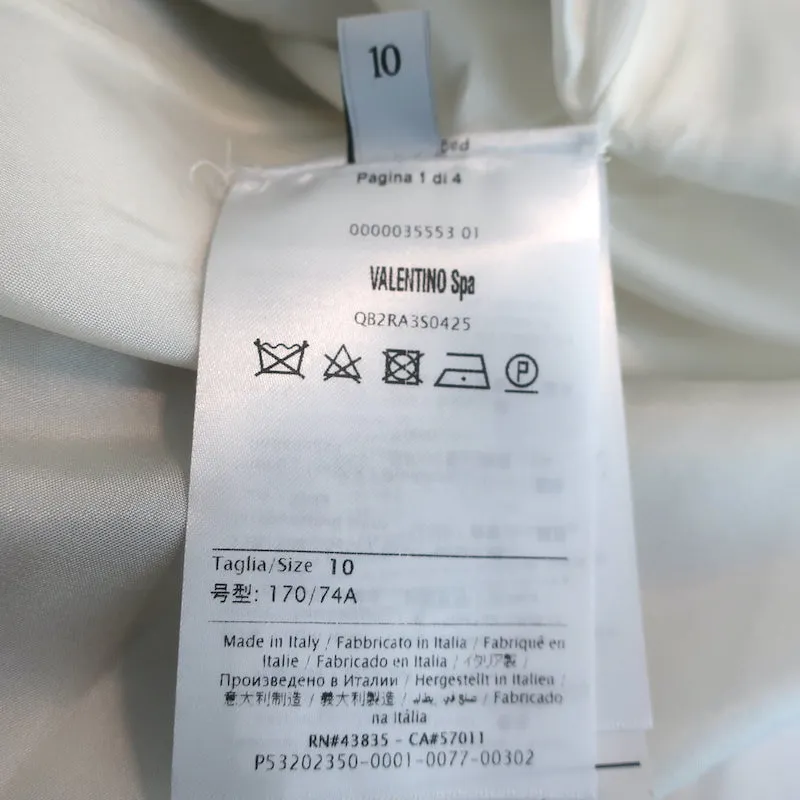 10
Pagina 1 di 4
0000035553 01
VALENTINO Spa
QB2RA3S0425
P
Taglia/Size 10
号型: 170/74A
Made in Italy / Fabbricato in Italia / Fabriqué en
Italie / Fabricado en Italia / イタリア製 /
Произведено в Италии / Hergestellt in Italien /
意大利制造 / 義大利製造 / صنع في إيطاليا / Fabricado
na Itália
RN#43835 - CA#57011
P53202350-0001-0077-00302